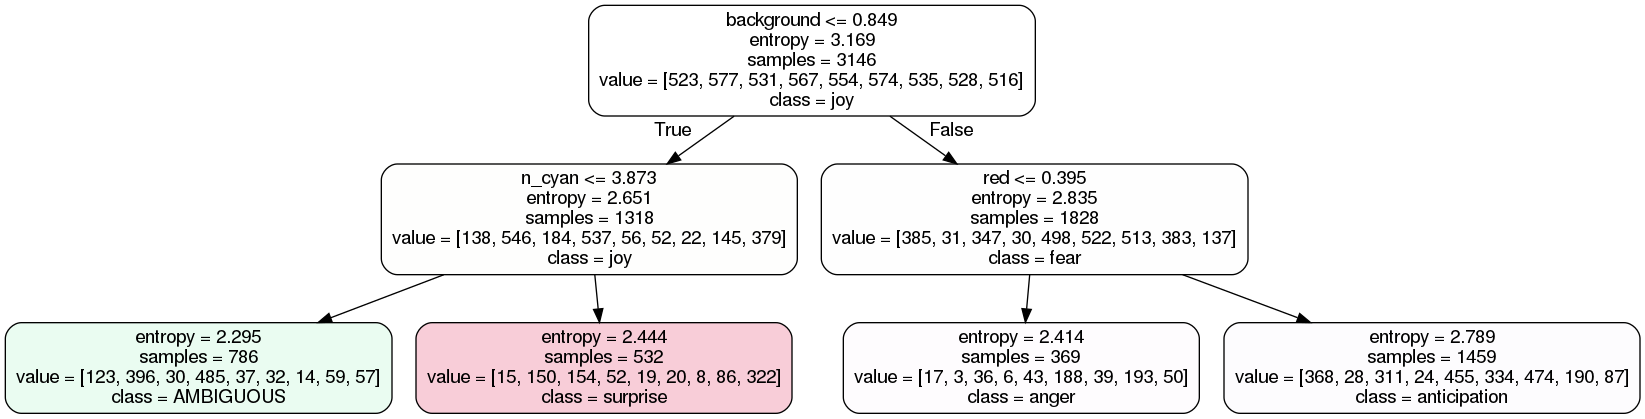 background <= 0.849
entropy = 3.169
samples = 3146
value = [523, 577, 531, 567, 554, 574, 535, 528, 516]
class = joy
True
False
n_cyan <= 3.873
entropy = 2.651
samples = 1318
value = [138, 546, 184, 537, 56, 52, 22, 145, 379]
class = joy
red <= 0.395
entropy = 2.835
samples = 1828
value = [385, 31, 347, 30, 498, 522, 513, 383, 137]
class = fear
entropy = 2.295
samples = 786
value = [123, 396, 30, 485, 37, 32, 14, 59, 57]
class = AMBIGUOUS
entropy = 2.444
samples = 532
value = [15, 150, 154, 52, 19, 20, 8, 86, 322]
class = surprise
entropy = 2.414
samples = 369
value = [17, 3, 36, 6, 43, 188, 39, 193, 50]
class = anger
entropy = 2.789
samples = 1459
value = [368, 28, 311, 24, 455, 334, 474, 190, 87]
class = anticipation